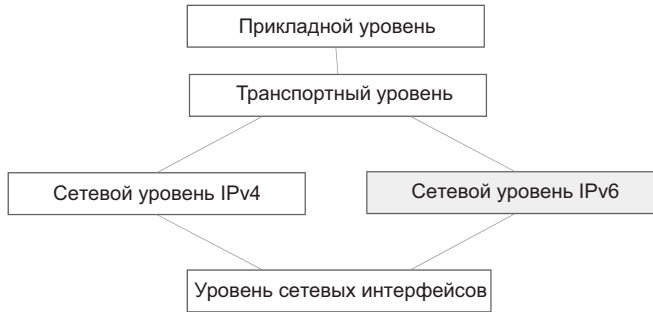 Прикладной уровень
Транспортный уровень
Сетевой уровень IPv4
Сетевой уровень IPv6
Уровень сетевых интерфейсов